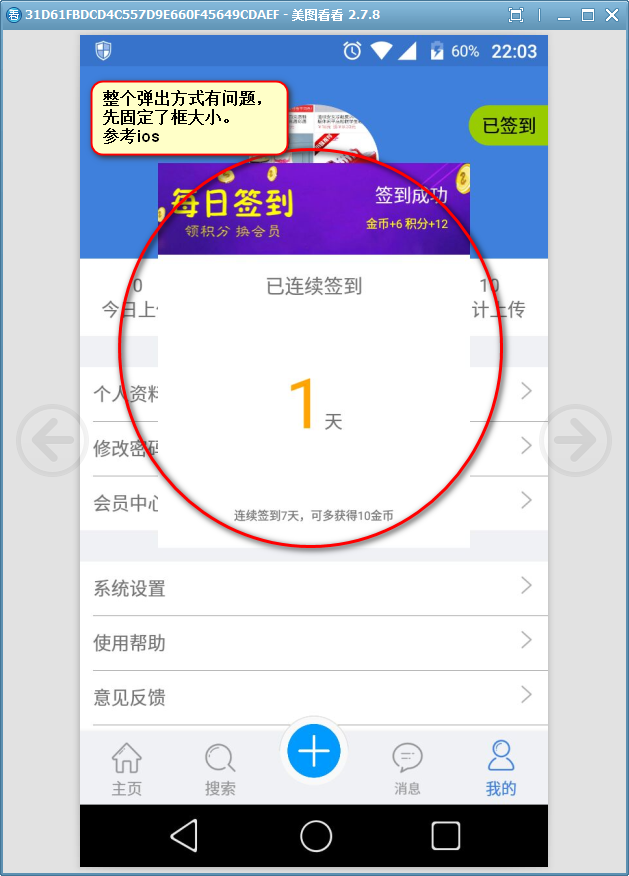 31D61FBDCD4C557D9E660F45649CDAEF - 美图看看 2.7.8
60% 22:03
整个弹出方式有问题，
先固定了框大小。
参考ios
已签到
每日签到
领积分 换会员
签到成功
金币+6 积分+12
0
今日上
已连续签到
10
计上传
1 天
连续签到7天，可多获得10金币
个人资料
修改密码
会员中心
系统设置
使用帮助
意见反馈
主页
搜索
消息
我的